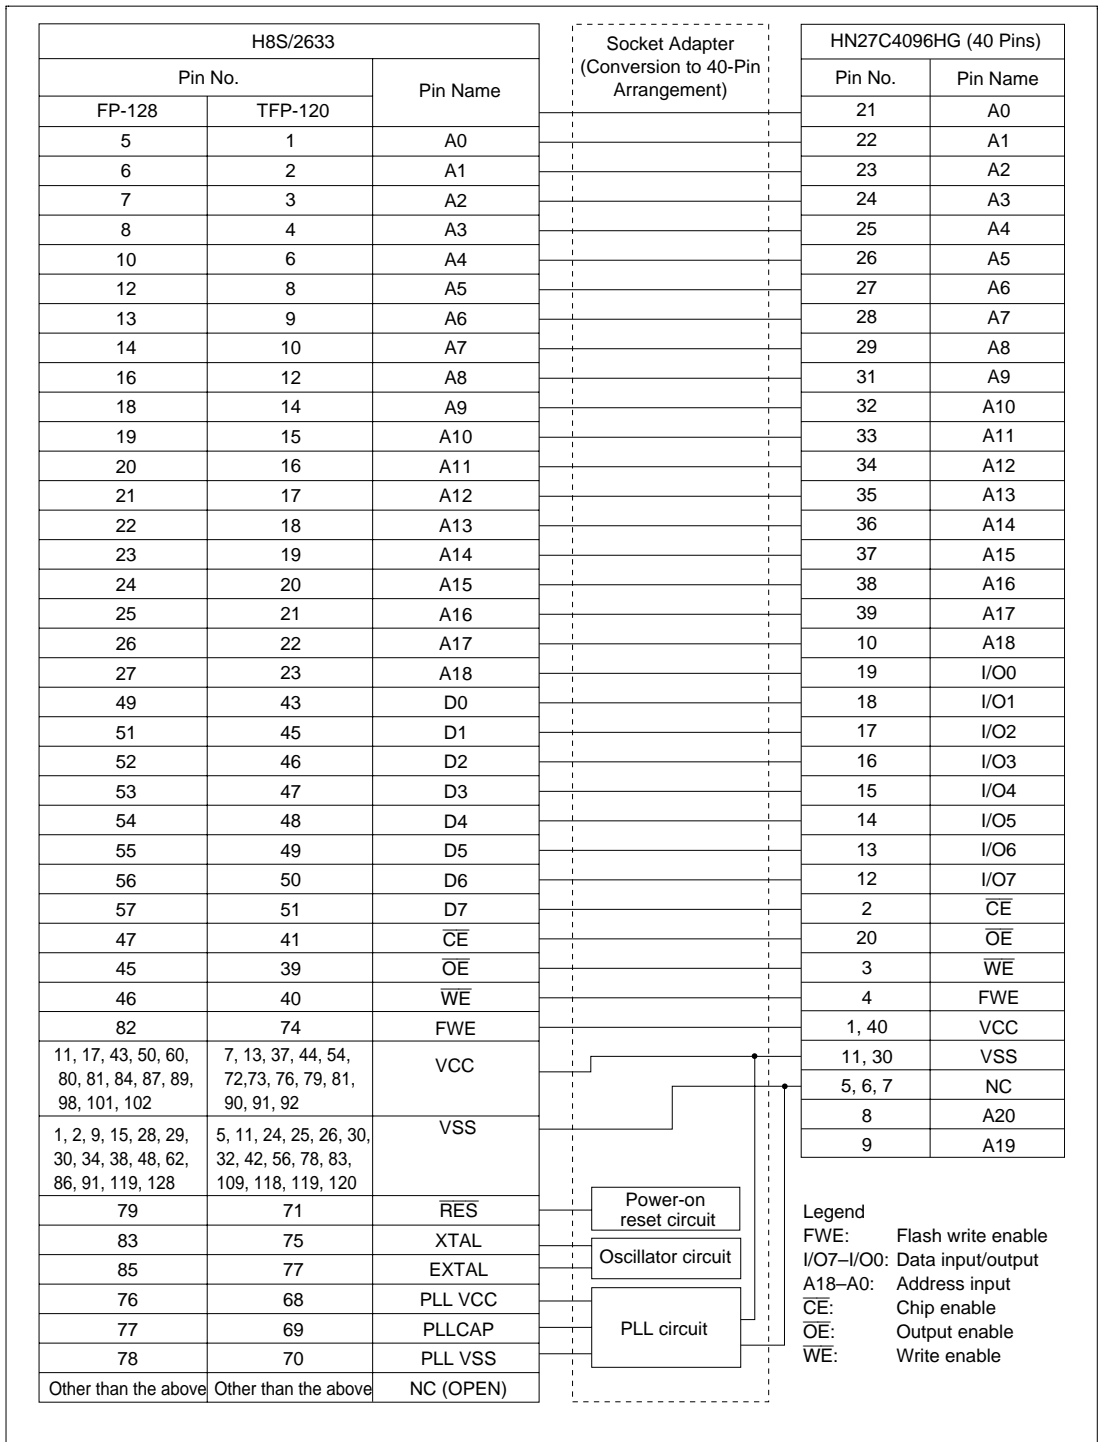 H8S/2633
Pin No. Pin Name
FP-128 TFP-120
5 1 A0
6 2 A1
7 3 A2
8 4 A3
10 6 A4
12 8 A5
13 9 A6
14 10 A7
16 12 A8
18 14 A9
19 15 A10
20 16 A11
21 17 A12
22 18 A13
23 19 A14
24 20 A15
25 21 A16
26 22 A17
27 23 A18
49 43 D0
51 45 D1
52 46 D2
53 47 D3
54 48 D4
55 49 D5
56 50 D6
57 51 D7
47 41 CE
45 39 OE
46 40 WE
82 74 FWE
11, 17, 43, 50, 60, 7, 13, 37, 44, 54, VCC
80, 81, 84, 87, 89, 72,73, 76, 79, 81,
98, 101, 102 90, 91, 92
1, 2, 9, 15, 28, 29, 5, 11, 24, 25, 26, 30, VSS
30, 34, 38, 48, 62, 32, 42, 56, 78, 83,
86, 91, 119, 128 109, 118, 119, 120
79 71 RES
83 75 XTAL
85 77 EXTAL
76 68 PLL VCC
77 69 PLLCAP
78 70 PLL VSS
Other than the above Other than the above NC (OPEN)
Socket Adapter
(Conversion to 40-Pin
Arrangement)
Power-on
reset circuit
Oscillator circuit
PLL circuit
HN27C4096HG (40 Pins)
Pin No. Pin Name
21 A0
22 A1
23 A2
24 A3
25 A4
26 A5
27 A6
28 A7
29 A8
31 A9
32 A10
33 A11
34 A12
35 A13
36 A14
37 A15
38 A16
39 A17
10 A18
19 I/O0
18 I/O1
17 I/O2
16 I/O3
15 I/O4
14 I/O5
13 I/O6
12 I/O7
2 CE
20 OE
3 WE
4 FWE
1, 40 VCC
11, 30 VSS
5, 6, 7 NC
8 A20
9 A19
Legend
FWE: Flash write enable
I/O7–I/O0: Data input/output
A18–A0: Address input
CE: Chip enable
OE: Output enable
WE: Write enable